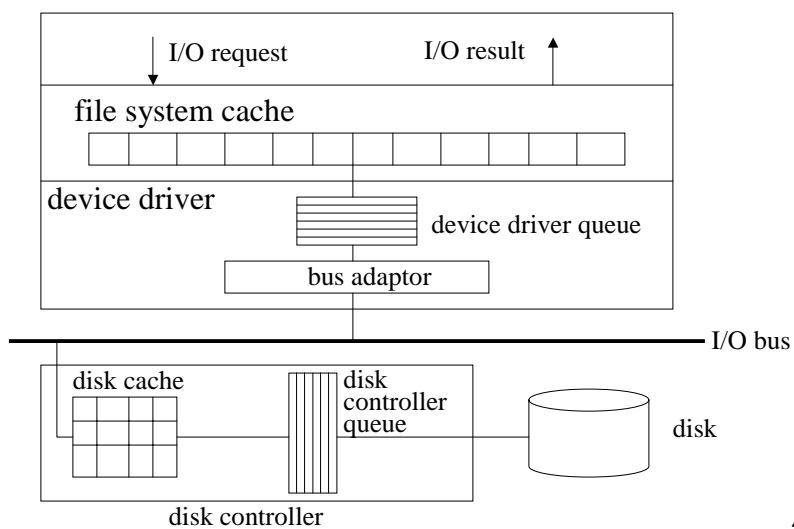 I/O request
I/O result
file system cache
device driver
device driver queue
bus adaptor
I/O bus
disk cache
disk
controller
queue
disk
disk controller